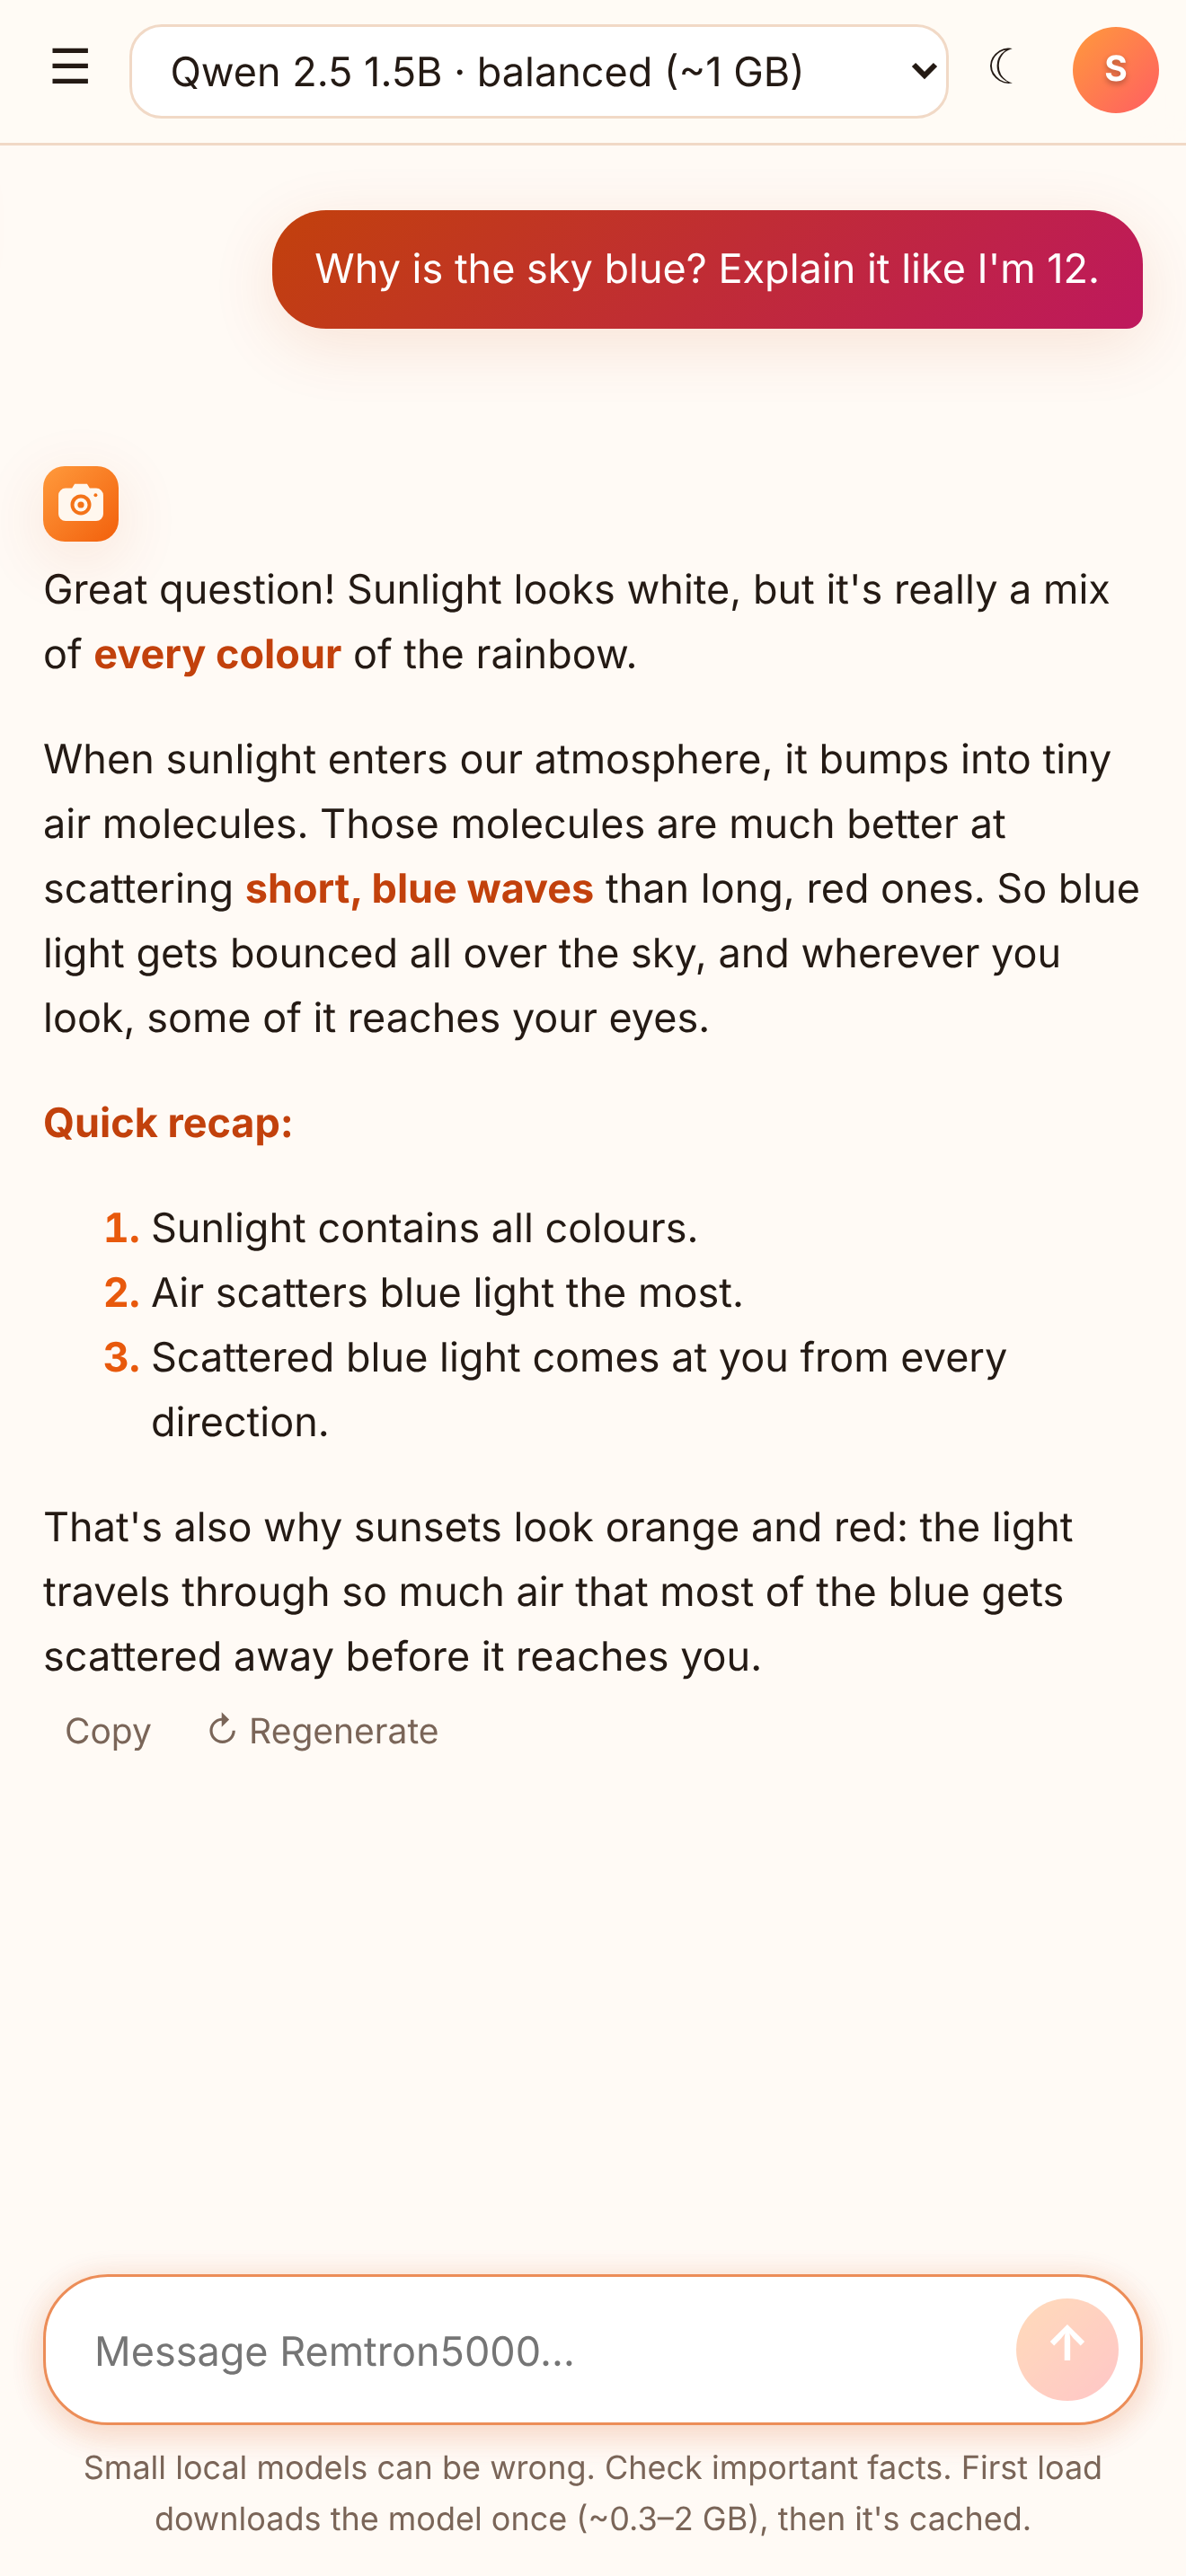 ☰ Qwen 2.5 1.5B · balanced (~1 GB) ☾ S
Why is the sky blue? Explain it like I'm 12.
Great question! Sunlight looks white, but it's really a mix
of every colour of the rainbow.
When sunlight enters our atmosphere, it bumps into tiny
air molecules. Those molecules are much better at
scattering short, blue waves than long, red ones. So blue
light gets bounced all over the sky, and wherever you
look, some of it reaches your eyes.
Quick recap:
1. Sunlight contains all colours.
2. Air scatters blue light the most.
3. Scattered blue light comes at you from every
direction.
That's also why sunsets look orange and red: the light
travels through so much air that most of the blue gets
scattered away before it reaches you.
Copy ↻ Regenerate
Message Remtron5000...
Small local models can be wrong. Check important facts. First load
downloads the model once (~0.3–2 GB), then it's cached.